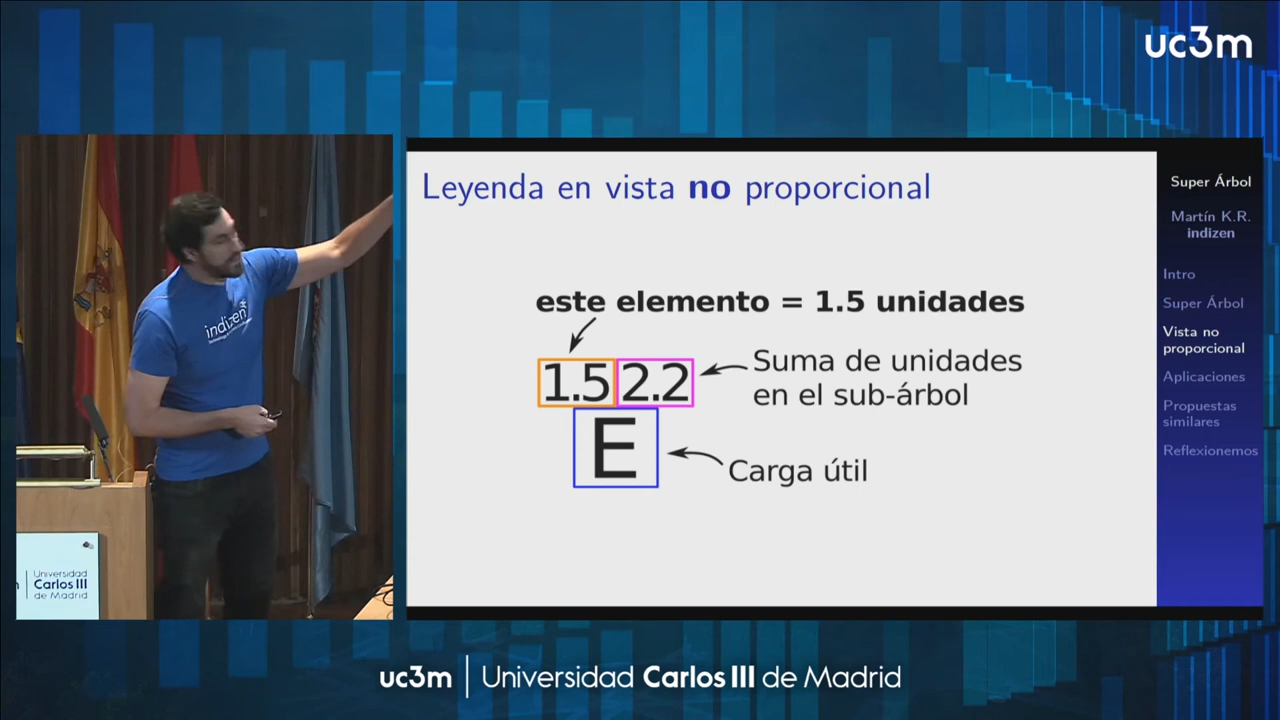 uc3m
Leyenda en vista no proporcional
este elemento = 1.5 unidades
1.5 2.2
Suma de unidades
en el sub-árbol
E
Carga útil
Super Árbol
Martín K.R.
indizen
Intro
Super Árbol
Vista no
proporcional
Aplicaciones
Propuestas
similares
Reflexionemos
indizen
Universidad
Carlos III
de Madrid
uc3m | Universidad Carlos III de Madrid